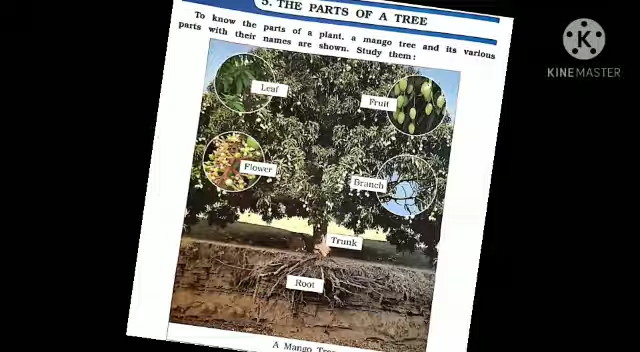 5. THE PARTS OF A TREE
To know the parts of a plant, a mango tree and its various
parts with their names are shown. Study them:
Leaf
Fruit
Flower
Branch
Trunk
Root
A Mango Tree
KINEMASTER